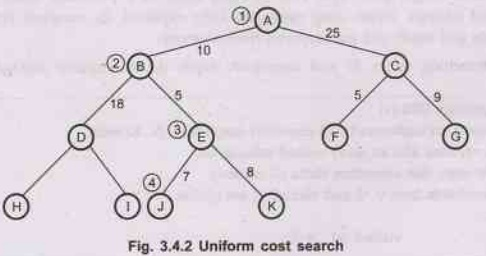 1 A
10 25
2 B C
18 5 5 9
D 3 E F G
4 7 8
H I J K
Fig. 3.4.2 Uniform cost search